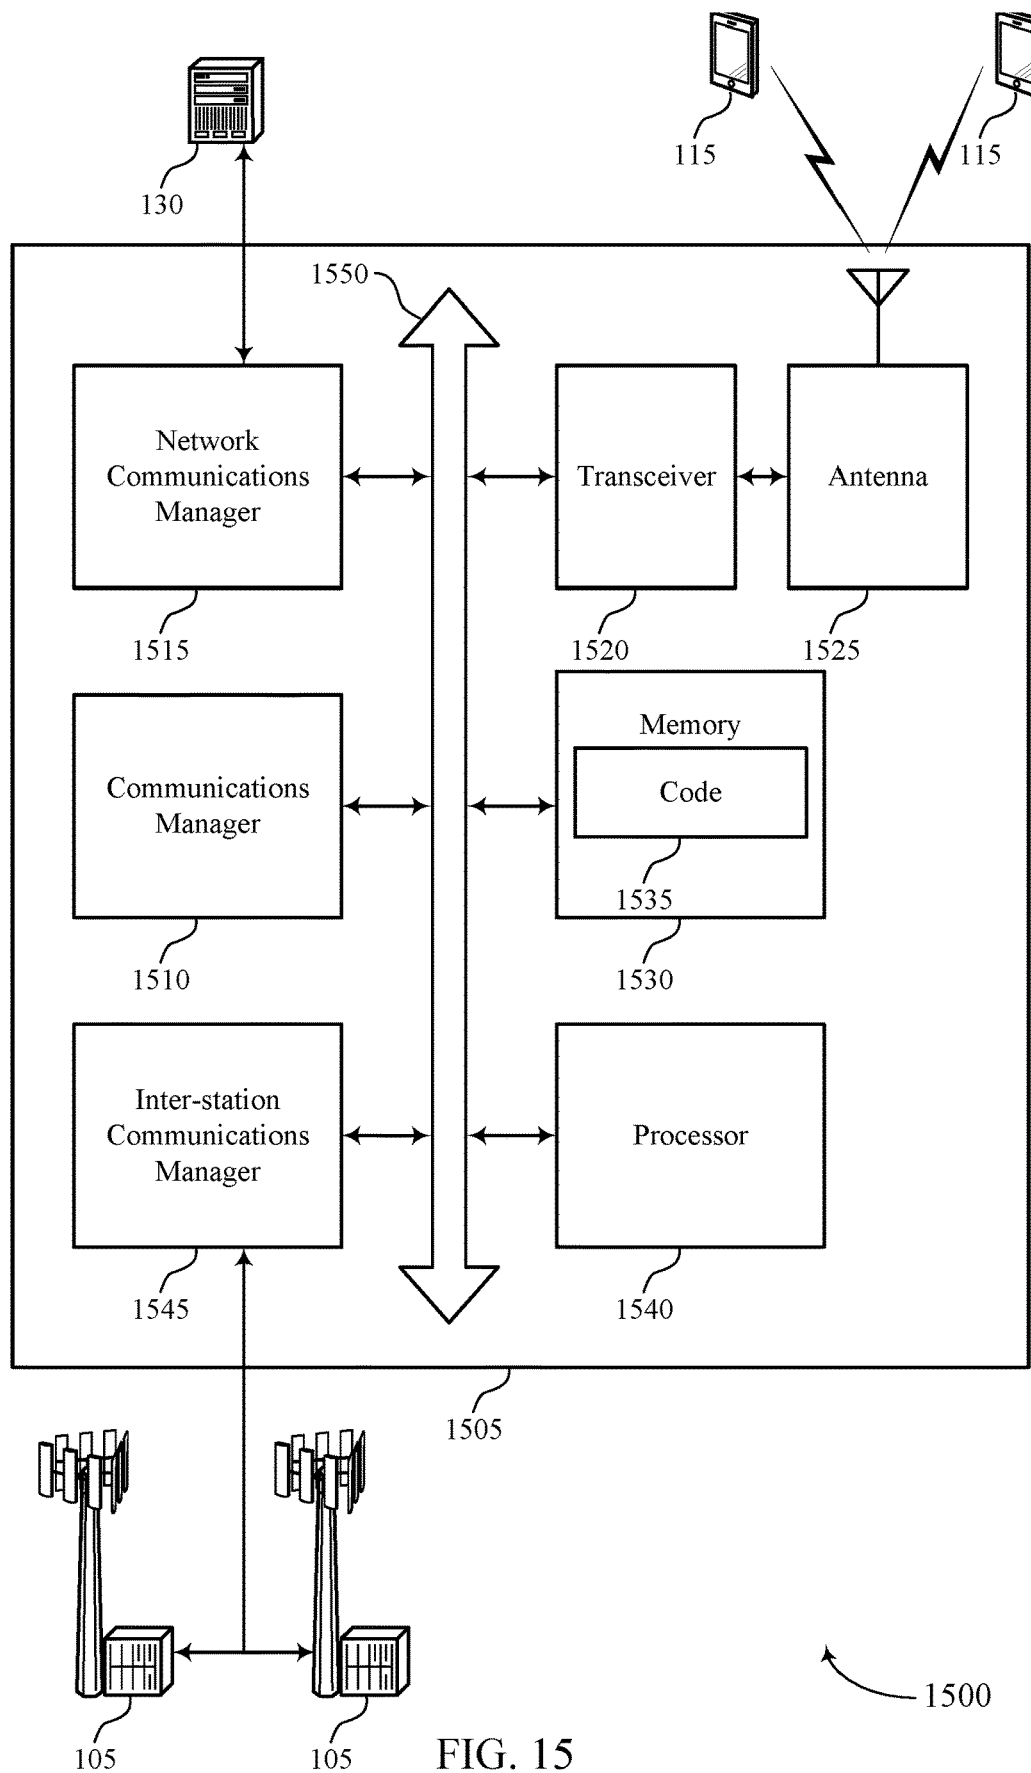 115
115
130
1550
Network
Communications
Manager
Transceiver
Antenna
1515
1520
1525
Memory
Code
Communications
Manager
1535
1510
1530
Inter-station
Communications
Manager
Processor
1545
1540
1505
1500
105
105
FIG. 15